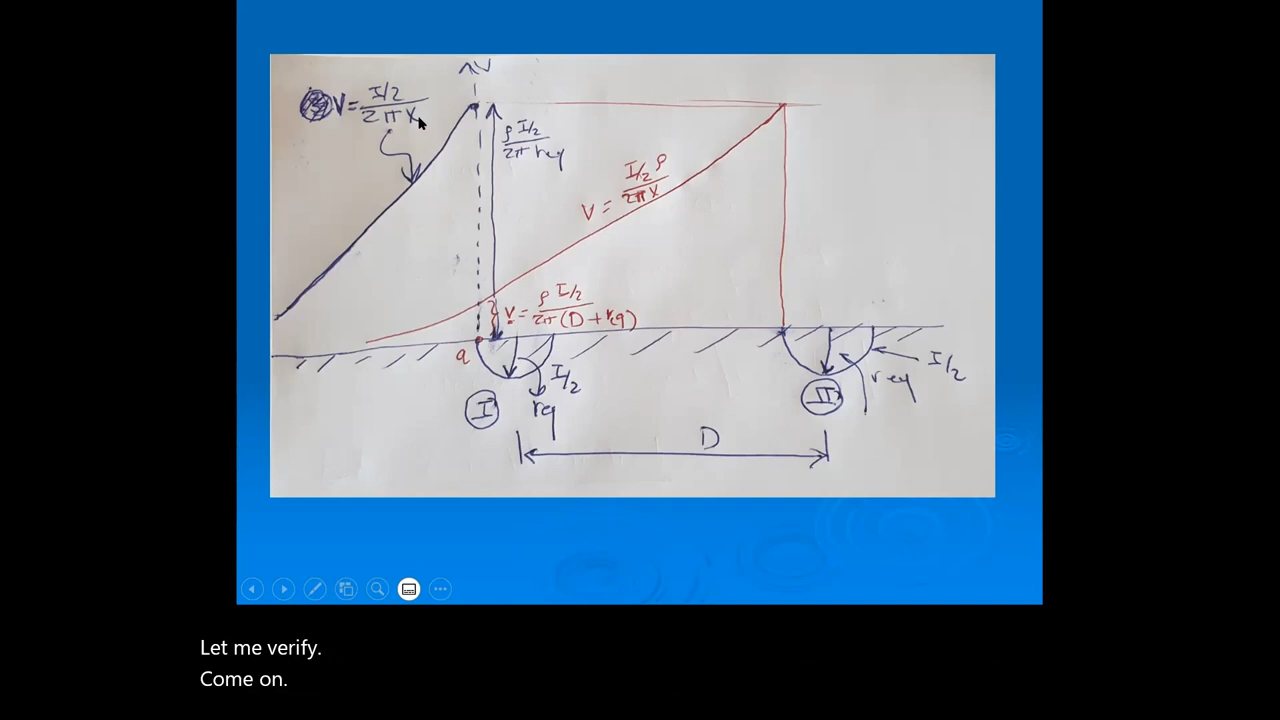 V
V = I/2 / 2πX
ρ I/2 / 2π req
V = I/2 ρ / 2πX
V = ρ I/2 / 2π(D + req)
a
I/2
I/2
req
I
rq
II
D
Let me verify.
Come on.